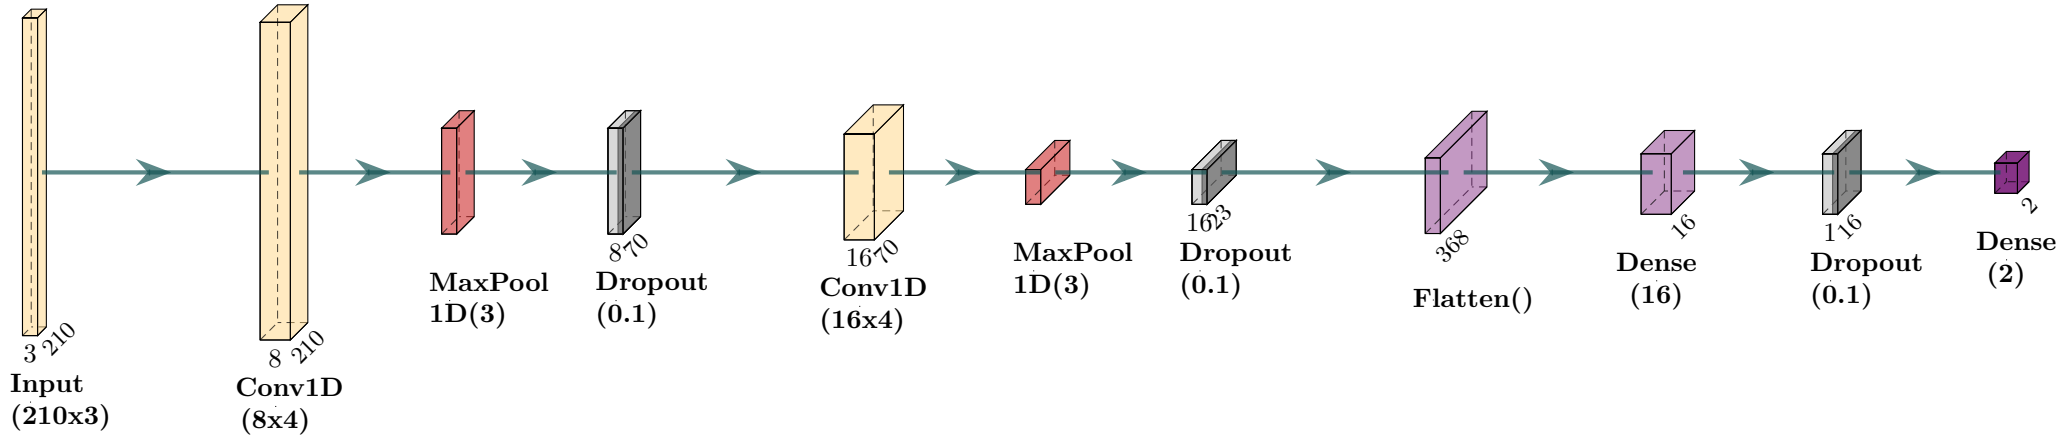 3 210
Input
(210x3)
8 210
Conv1D
(8x4)
MaxPool
1D(3)
8 70
Dropout
(0.1)
16 70
Conv1D
(16x4)
MaxPool
1D(3)
16 23
Dropout
(0.1)
368
Flatten()
16
Dense
(16)
1 16
Dropout
(0.1)
2
Dense
(2)